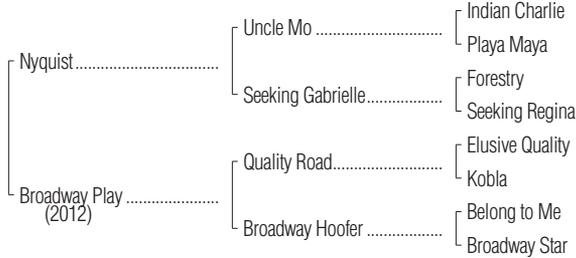 Indian Charlie
Uncle Mo ..............................
Playa Maya
Nyquist ..................................
Forestry
Seeking Gabrielle ..................
Seeking Regina
Elusive Quality
Quality Road ..........................
Kobla
Broadway Play ......................
(2012)
Belong to Me
Broadway Hoofer ..................
Broadway Star